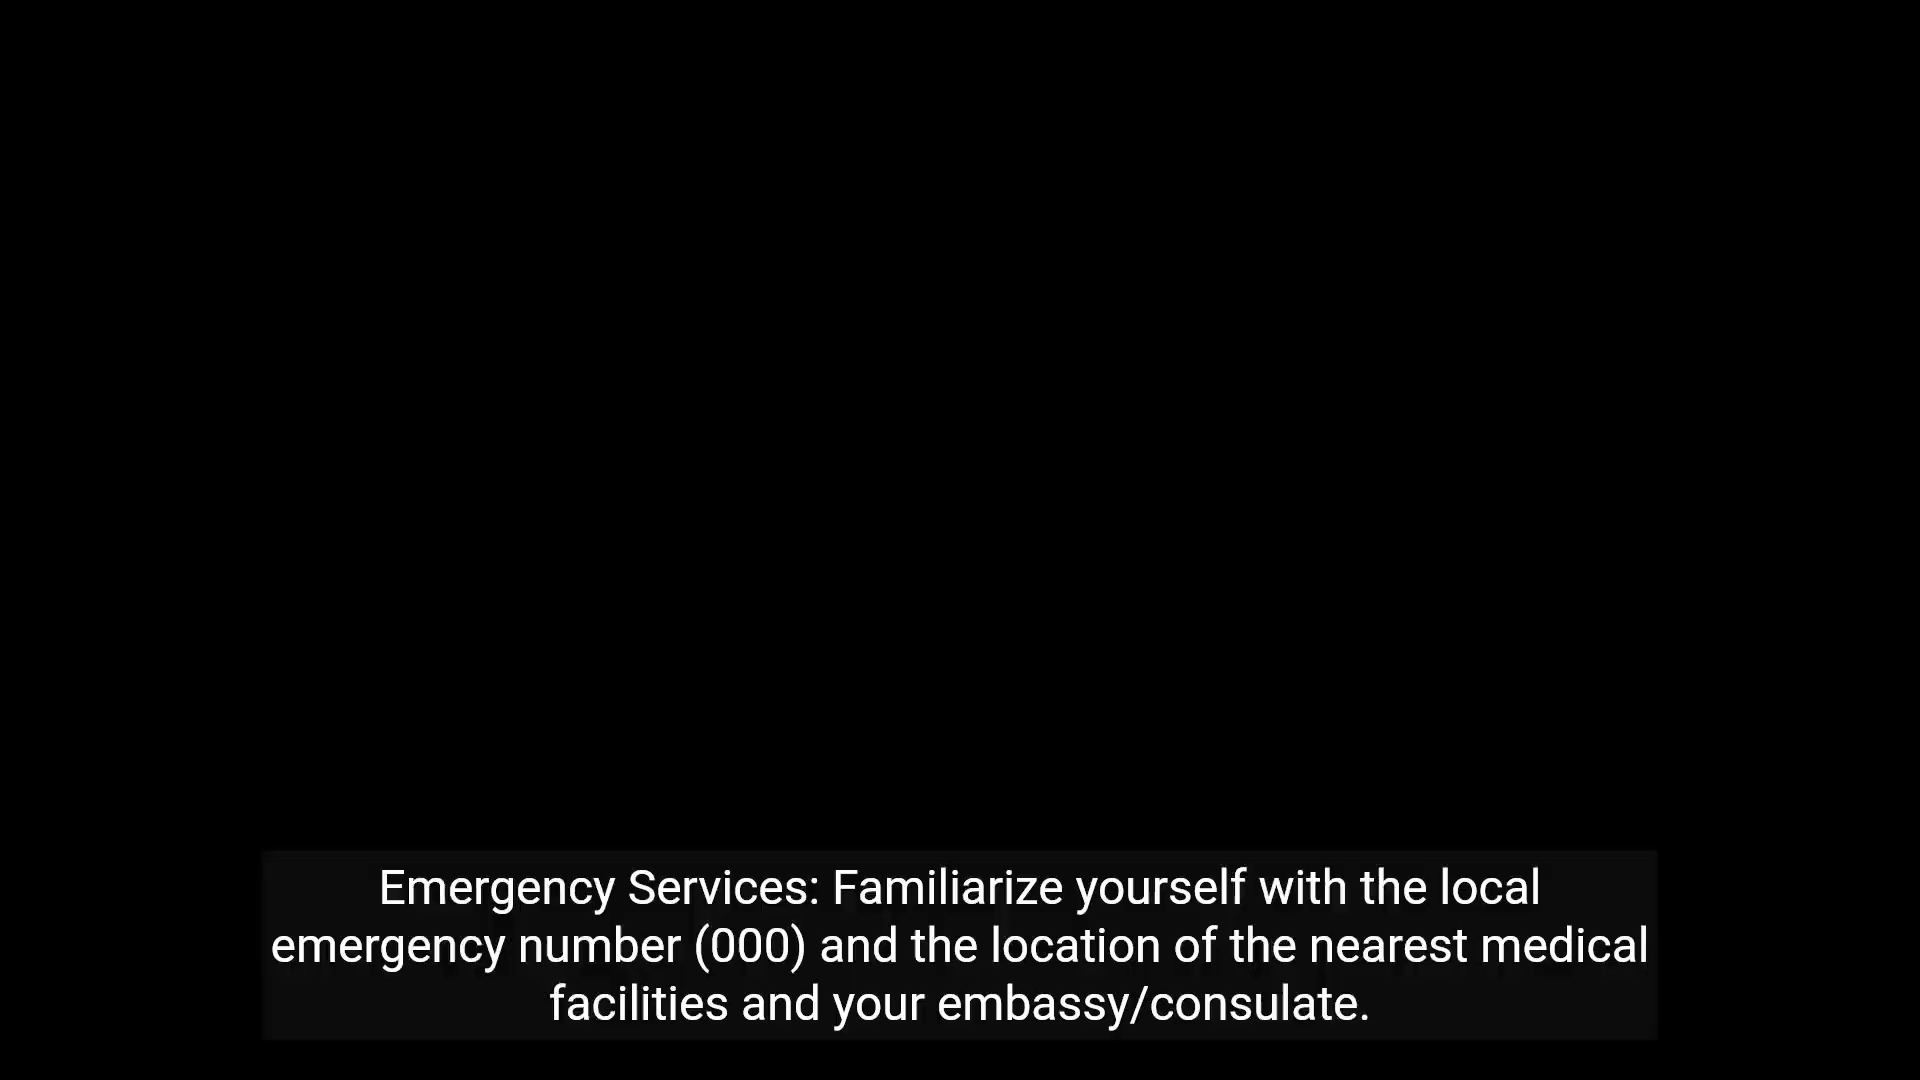 Emergency Services: Familiarize yourself with the local
emergency number (000) and the location of the nearest medical
facilities and your embassy/consulate.